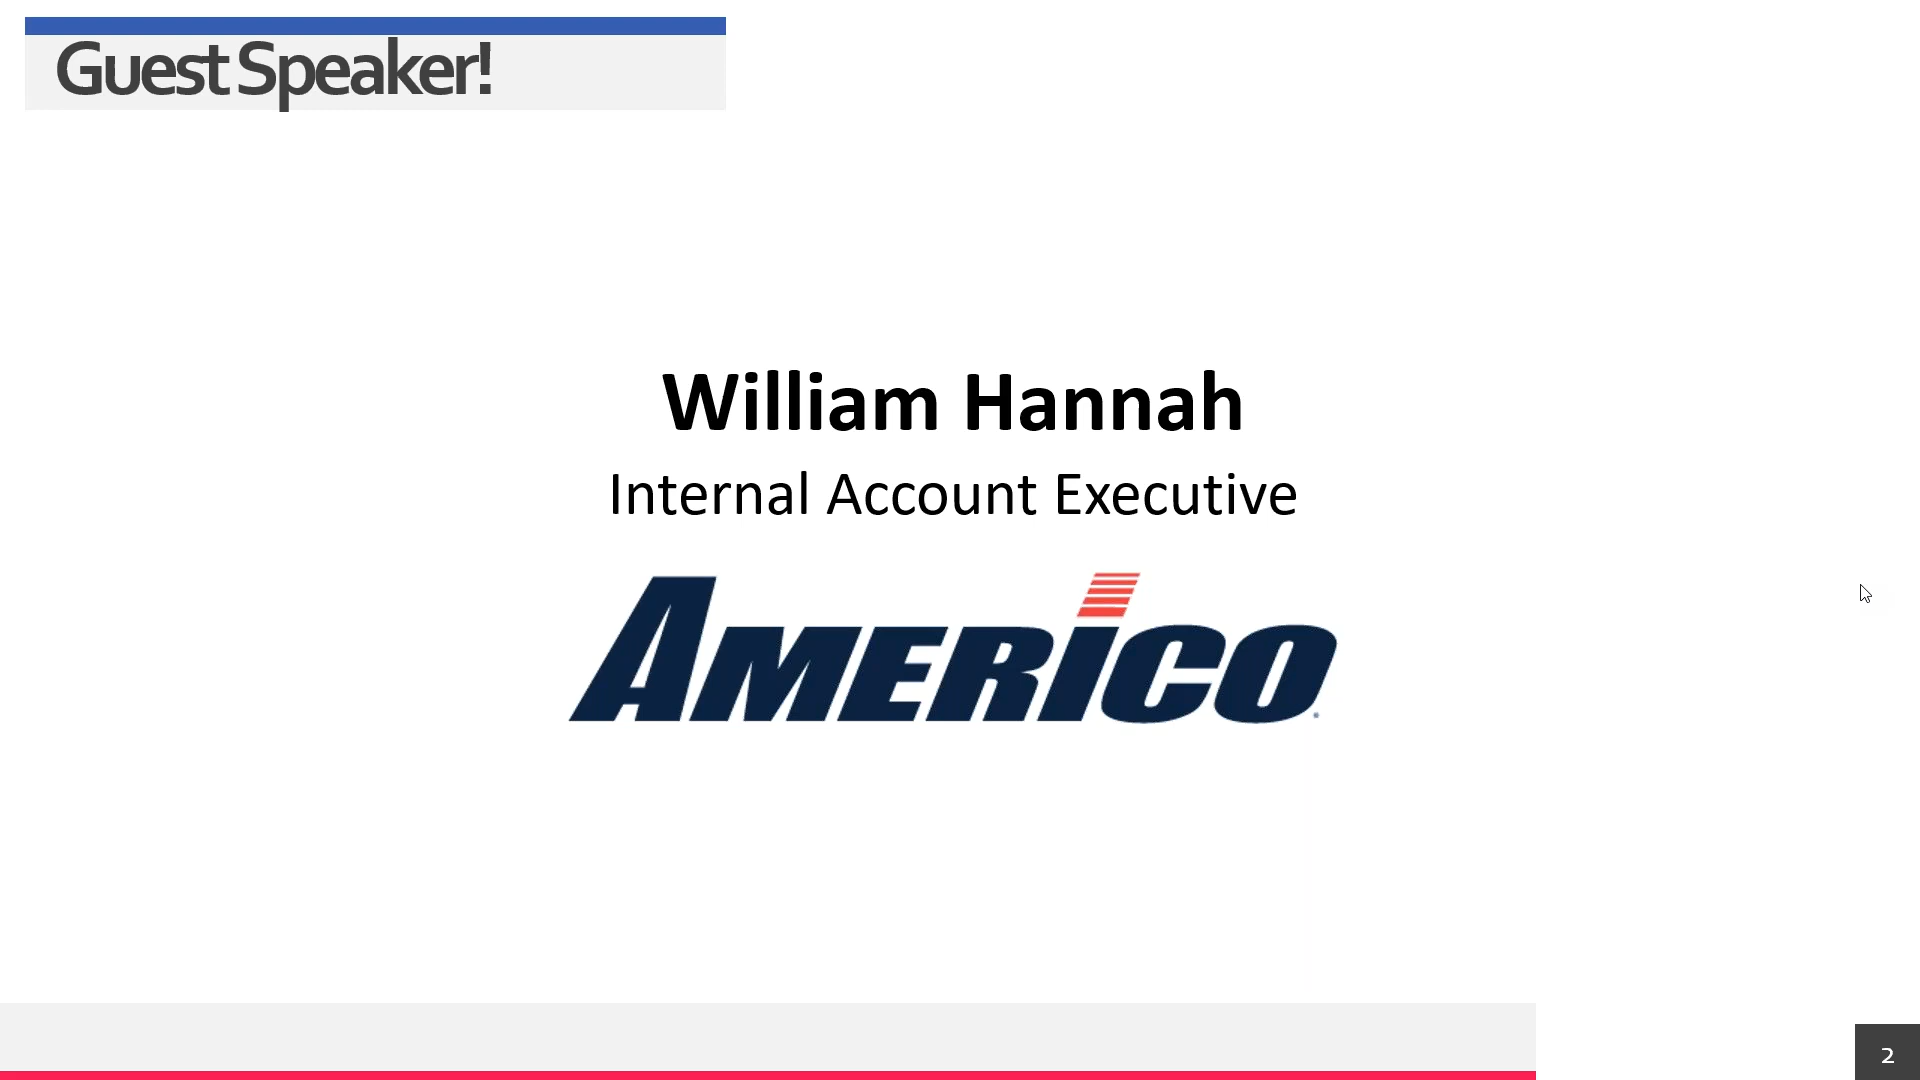 Guest Speaker!
William Hannah
Internal Account Executive
AMERICO
2